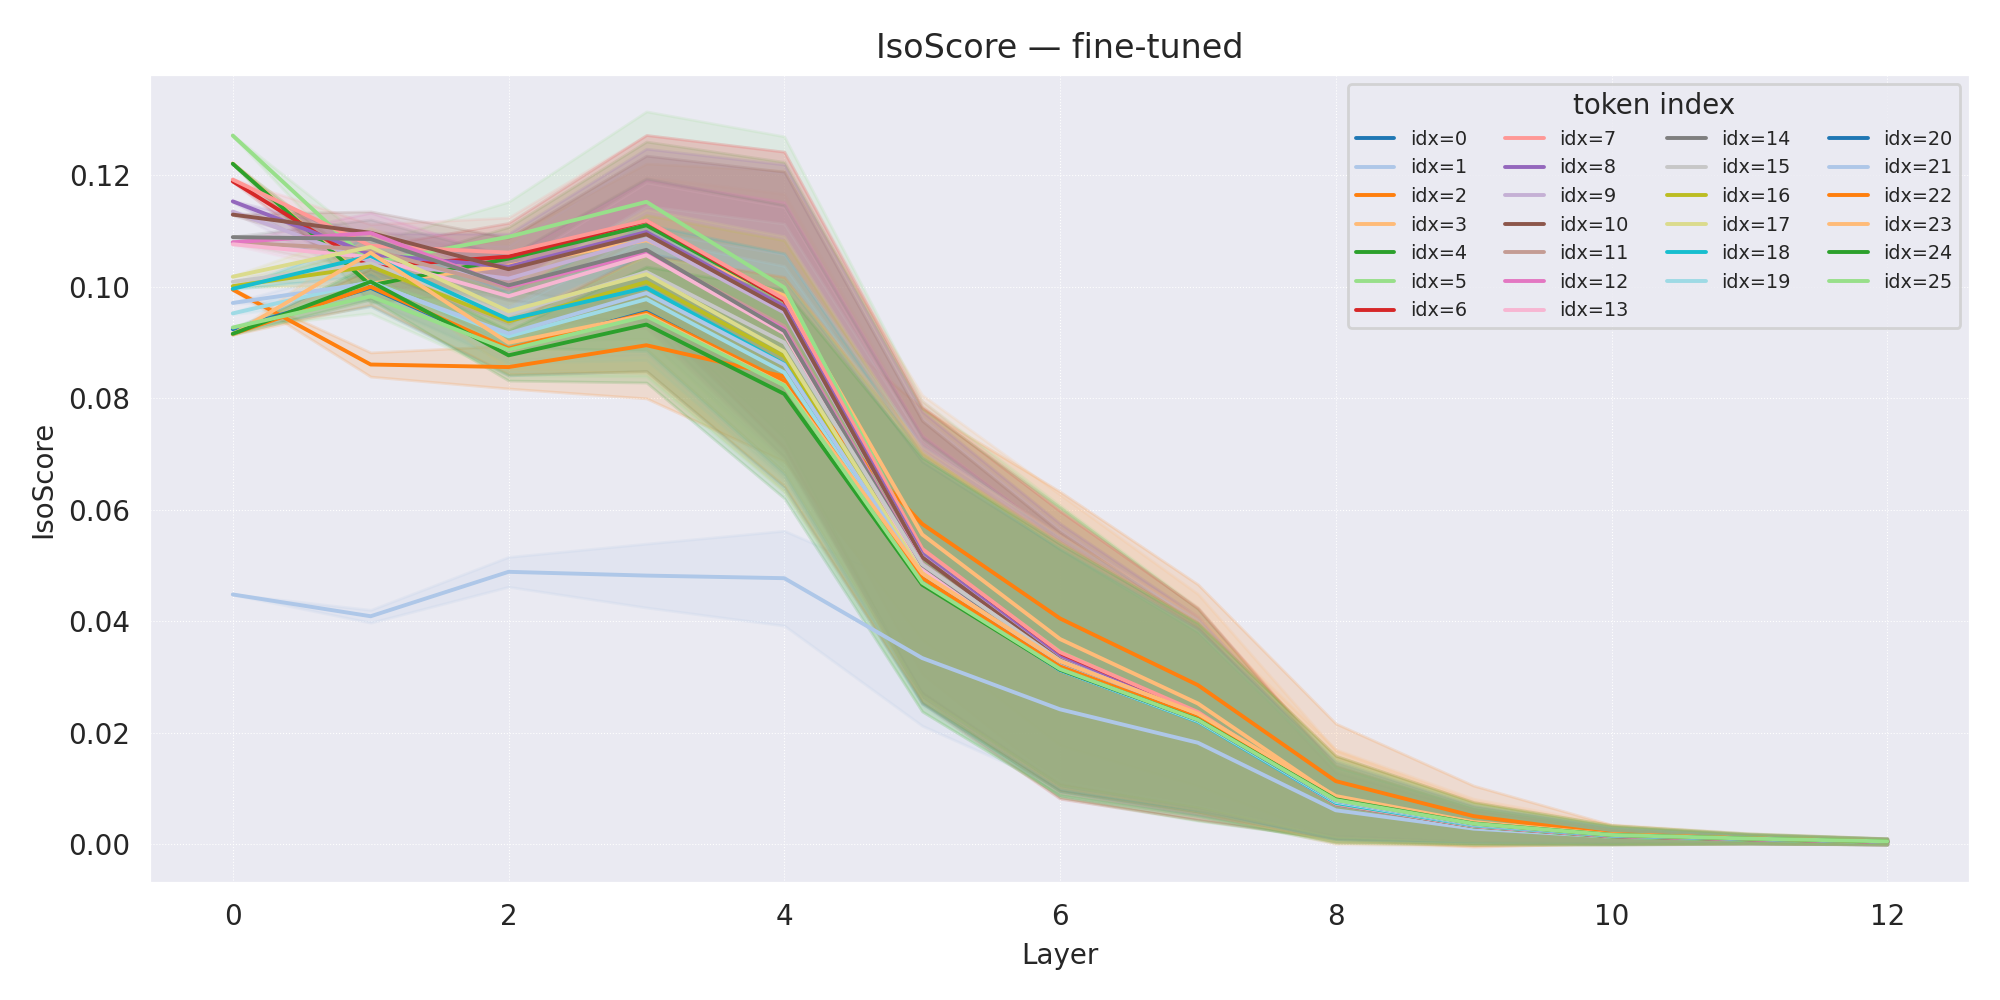 IsoScore — fine-tuned
token index
idx=0 idx=7 idx=14 idx=20
idx=1 idx=8 idx=15 idx=21
idx=2 idx=9 idx=16 idx=22
idx=3 idx=10 idx=17 idx=23
idx=4 idx=11 idx=18 idx=24
idx=5 idx=12 idx=19 idx=25
idx=6 idx=13
IsoScore
0.12
0.10
0.08
0.06
0.04
0.02
0.00
0 2 4 6 8 10 12
Layer